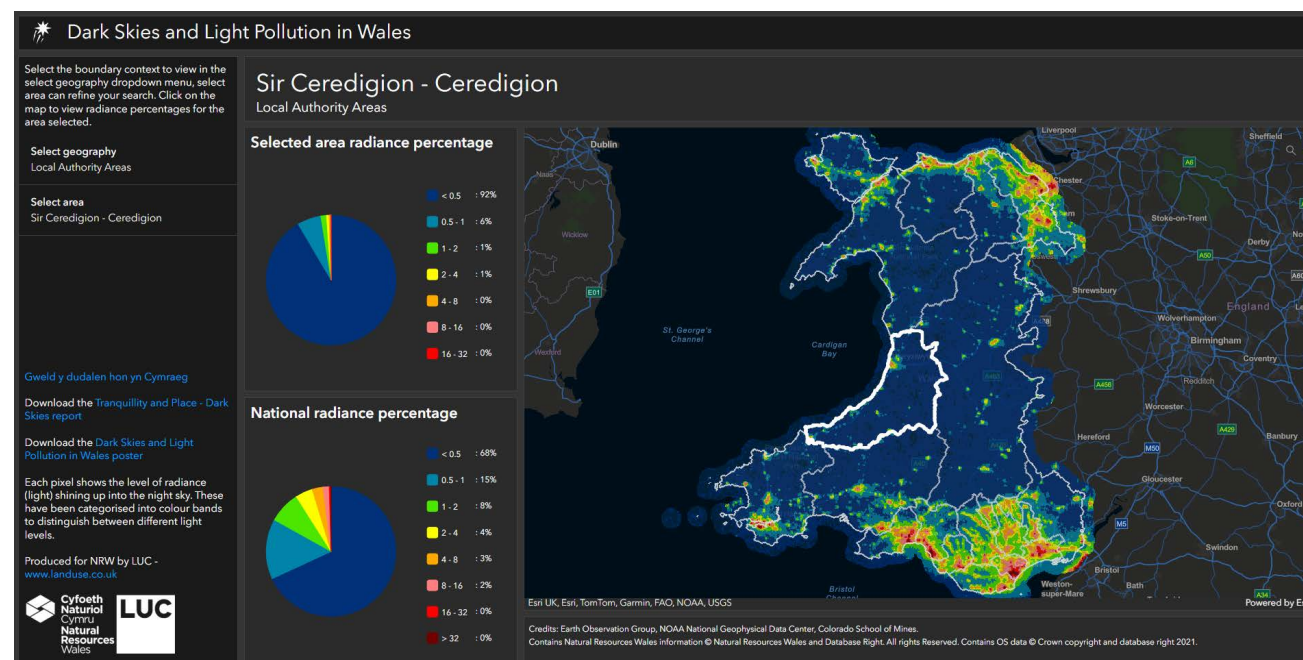 Dark Skies and Light Pollution in Wales
Select the boundary context to view in the
select geography dropdown menu, select
area can refine your search. Click on the
map to view radiance percentages for the
area selected.
Select geography
Local Authority Areas
Select area
Sir Ceredigion - Ceredigion
Gweld y dudalen hon yn Cymraeg
Download the Tranquillity and Place - Dark
Skies report
Download the Dark Skies and Light
Pollution in Wales poster
Each pixel shows the level of radiance
(light) shining up into the night sky. These
have been categorised into colour bands
to distinguish between different light
levels.
Produced for NRW by LUC -
www.landuse.co.uk
Cyfoeth
Naturiol
Cymru
Natural
Resources
Wales
LUC
Sir Ceredigion - Ceredigion
Local Authority Areas
Selected area radiance percentage
< 0.5 : 92%
0.5 - 1 : 6%
1 - 2 : 1%
2 - 4 : 1%
4 - 8 : 0%
8 - 16 : 0%
16 - 32 : 0%
National radiance percentage
< 0.5 : 68%
0.5 - 1 : 15%
1 - 2 : 8%
2 - 4 : 4%
4 - 8 : 3%
8 - 16 : 2%
16 - 32 : 0%
> 32 : 0%
Liverpool
Sheffield
Dublin
A6
Naas
Chester
Stoke-on-Trent
Wicklow
Derby
A50
E01
Shrewsbury
England
St. George's
Channel
Wolverhampton
Cardigan
Bay
Birmingham
Wexford
Coventry
Redditch
A456
Worcester
Hereford
A429
Banbury
M50
Gloucester
Oxford
M5
Swindon
Bristol
Bristol
Channel
Weston-
super-Mare
Bath
A34
Esri UK, Esri, TomTom, Garmin, FAO, NOAA, USGS
Powered by Es
Credits: Earth Observation Group, NOAA National Geophysical Data Center, Colorado School of Mines.
Contains Natural Resources Wales information © Natural Resources Wales and Database Right. All rights Reserved. Contains OS data © Crown copyright and database right 2021.